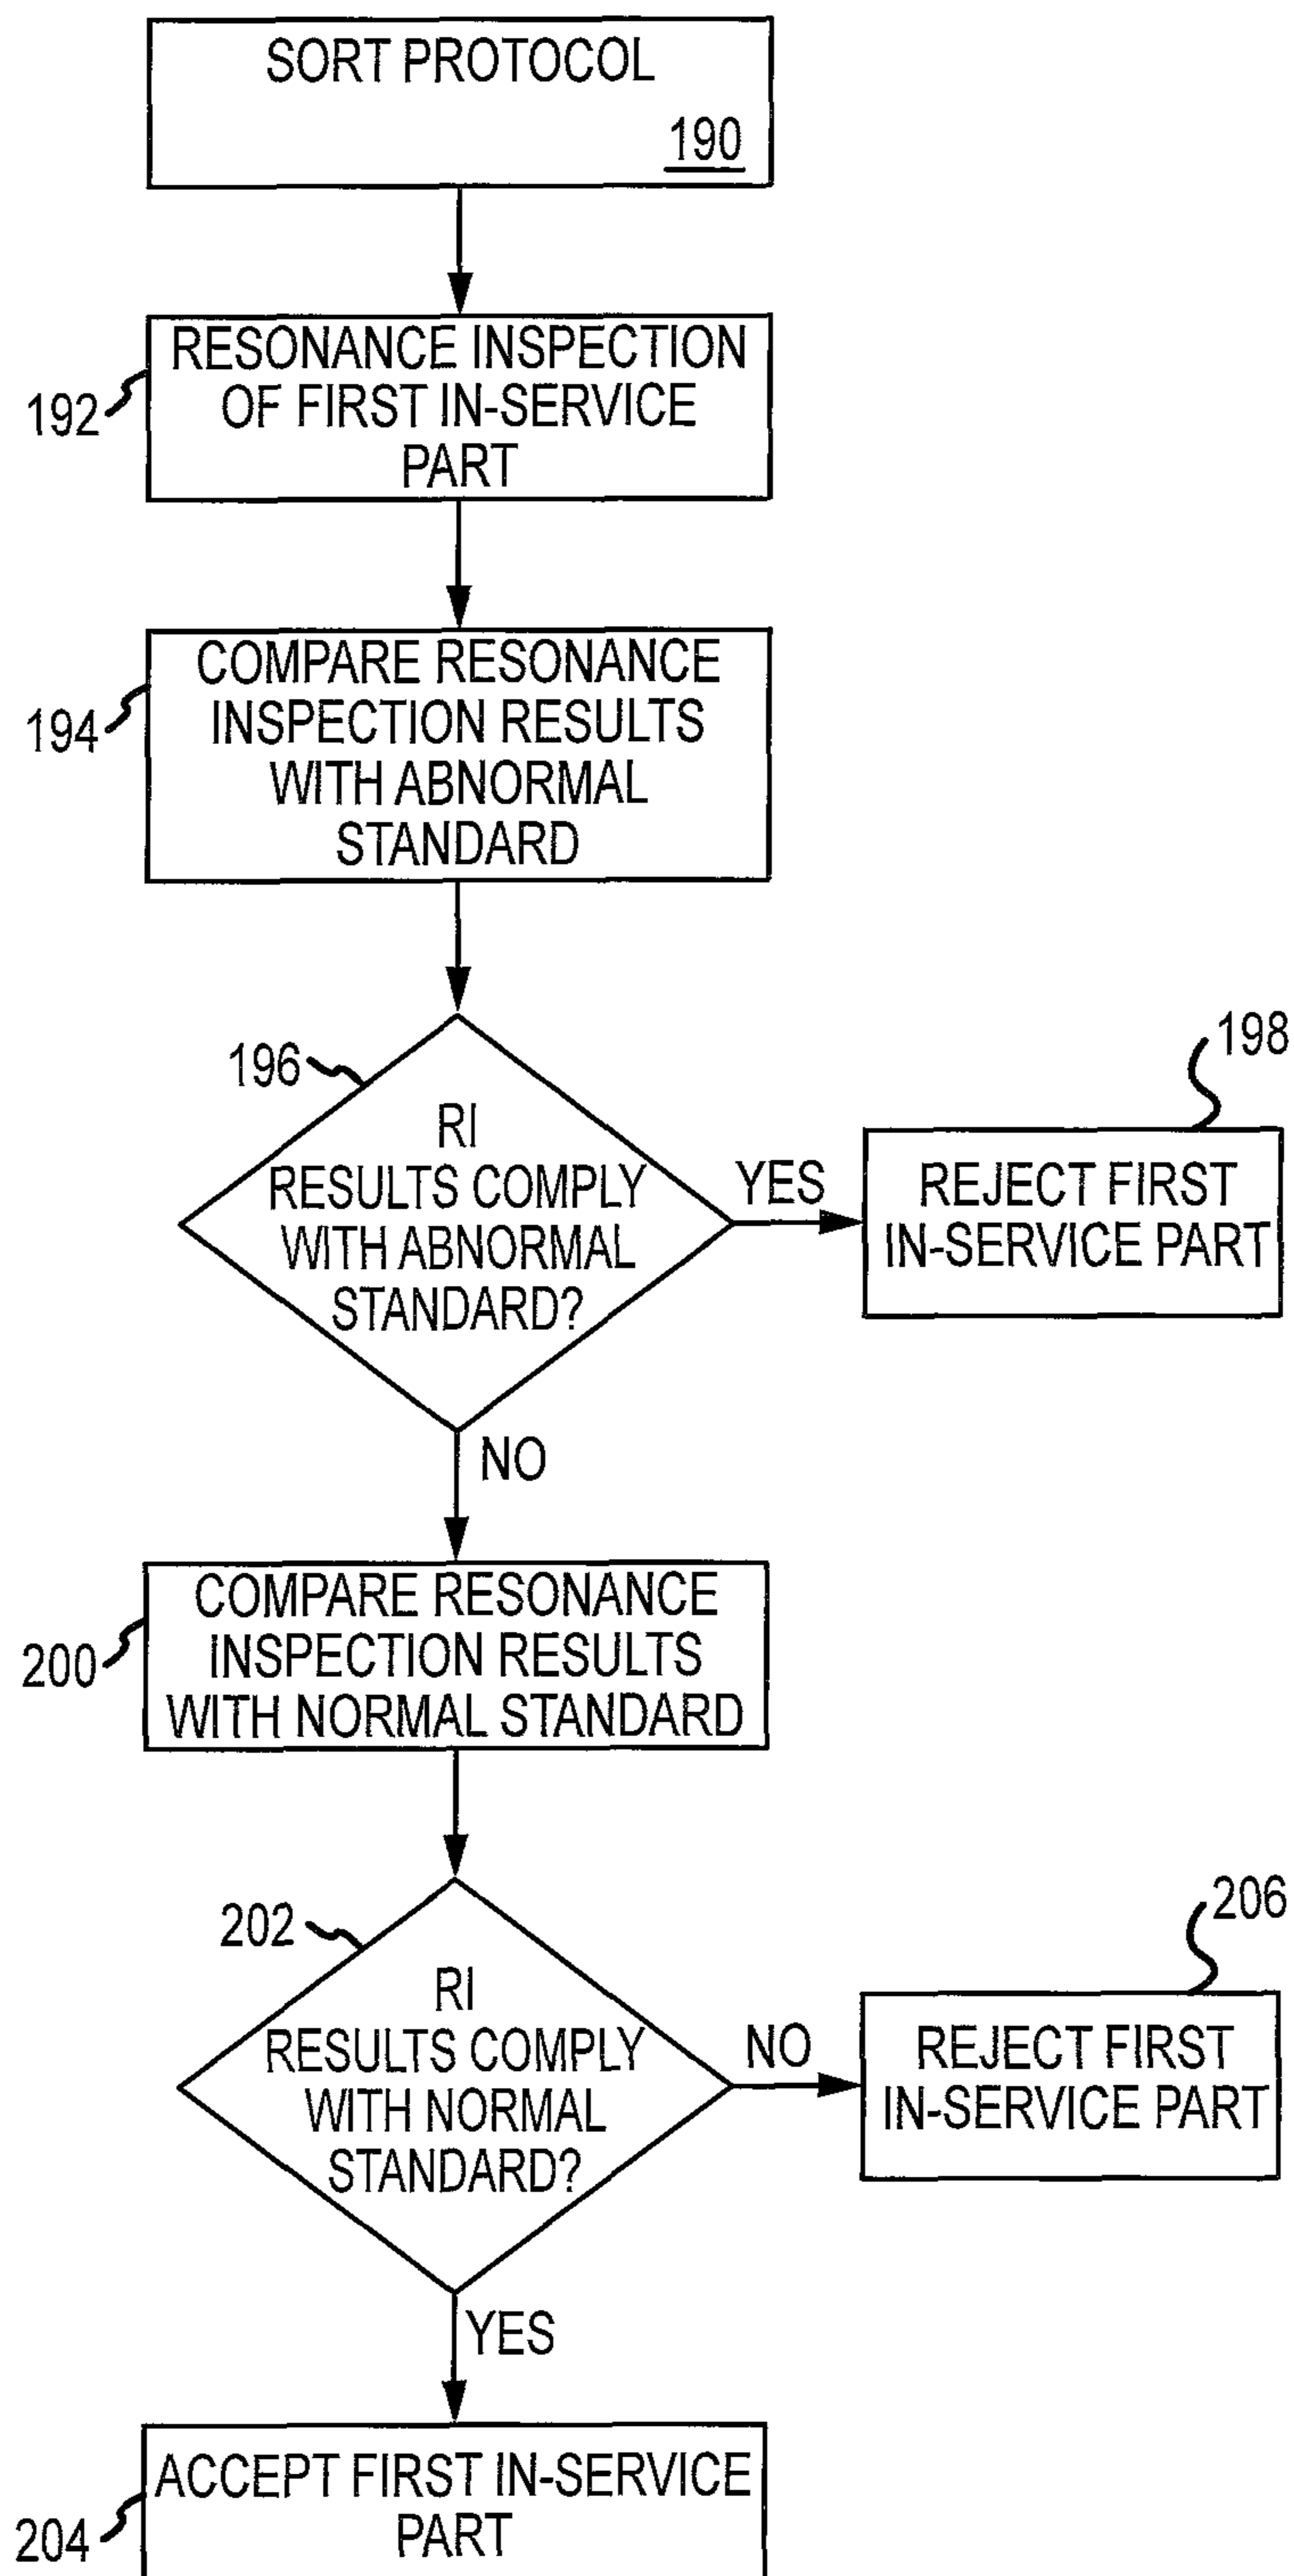 SORT PROTOCOL
190
RESONANCE INSPECTION
OF FIRST IN-SERVICE
PART
192
COMPARE RESONANCE
INSPECTION RESULTS
WITH ABNORMAL
STANDARD
194
196
RI
RESULTS COMPLY
WITH ABNORMAL
STANDARD?
YES
198
REJECT FIRST
IN-SERVICE PART
NO
COMPARE RESONANCE
INSPECTION RESULTS
WITH NORMAL STANDARD
200
202
RI
RESULTS COMPLY
WITH NORMAL
STANDARD?
NO
206
REJECT FIRST
IN-SERVICE PART
YES
ACCEPT FIRST IN-SERVICE
PART
204